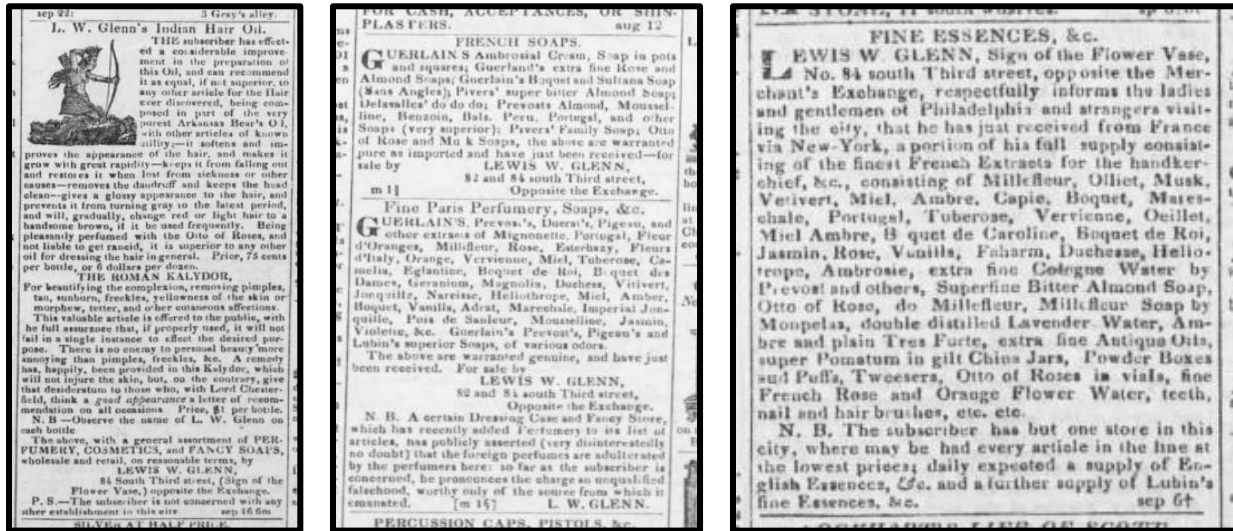 sep 22: 3 Gray's alley.
L. W. Glenn's Indian Hair Oil.
THE subscriber has effect-
ed a considerable improve-
ment in the preparation of
this Oil, and can recommend
it as equal, if not superior, to
any other article for the Hair
ever discovered, being com-
posed in part of the very
purest Arkansas Bear's O l,
with other articles of known
utility;—it softens and im-
proves the appearance of the hair, and makes it
grow with great rapidity—keeps it from falling out
and restores it when lost from sickness or other
causes—removes the dandruff and keeps the head
clean—gives a glossy appearance to the hair, and
prevents it from turning gray to the latest period,
and will, gradually, change red or light hair to a
handsome brown, if it be used frequently. Being
pleasantly perfumed with the Otto of Roses, and
not liable to get rancid, it is superior to any other
oil for dressing the hair in general. Price, 75 cents
per bottle, or 6 dollars per dozen.
THE ROMAN KALYDOR,
For beautifying the complexion, removing pimples,
tan, sunburn, freckles, yellowness of the skin or
morphew, tetter, and other cutaneous affections.
This valuable article is offered to the public, with
he full assurance that, if properly used, it will not
fail in a single instance to effect the desired pur-
pose. There is no enemy to personal beauty more
annoying than pimples, freckles, &c. A remedy
has, happily, been provided in this Kalydor, which
will not injure the skin, but, on the contrary, give
that desideratum to those who, with Lord Chester-
field, think a good appearance a letter of recom-
mendation on all occasions. Price, $1 per bottle.
N. B—Observe the name of L. W. Glenn on
each bottle
The above, with a general assortment of PER-
FUMERY, COSMETICS, and FANCY SOAPS,
wholesale and retail, on reasonable terms, by
LEWIS W. GLENN,
84 South Third street, (Sign of the
Flower Vase,) opposite the Exchange.
P. S.—The subscriber is not concerned with any
other establishment in this city. sep 16 6m
SILVER AT HALF PRICE.
FOR CASH, ACCEPTANCES, OR SHIN-
PLASTERS. aug 12
FRENCH SOAPS.
GUERLAIN S Ambrosial Cream, Soap in pots
and squares; Guerland's extra fine Rose and
Almond Soaps; Guerlain's Boquet and Sultana Soap
(Sans Angles); Pivers' super bitter Almond Soap;
Delasalles' do do do; Prevosts Almond, Moussel-
line, Benzoin, Bals. Peru, Portugal, and other
Soaps (very superior); Pivers' Family Soap; Otto
of Rose and Mu k Soaps, the above are warranted
pure as imported and have just been received—for
sale by LEWIS W. GLENN,
82 and 84 south Third street,
m 1½ Opposite the Exchange.
Fine Paris Perfumery, Soaps, &c.
GUERLAIN'S, Prevos.'s, Pigeau, and
other extracts of Mignonette, Portugal, Fleur
d'Oranges, Millifleur, Rose, Esterhazy, Fleurs
d'Italy, Orange, Vervienne, Miel, Tuberose, Ca-
melia, Eglantine, Boquet de Roi, Boquet des
Dames, Geranium, Magnolia, Duchess, Vitivert,
Jonquille, Narcisse, Heliothrope, Miel, Amber,
Boquet, Vanilla, Adrat, Marechale, Imperial Jon-
quille, Pois de Senleur, Mousseline, Jasmin,
Violette, &c. Guerlain's Prevost's, Pigeau's and
Lubin's superior Soaps, of various odors.
The above are warranted genuine, and have just
been received. For sale by
LEWIS W. GLENN,
82 and 84 south Third street,
Opposite the Exchange.
N. B. A certain Dressing Case and Fancy Store,
which has recently added Perfumery to its list of
articles, has publicly asserted (very disinterestedly
no doubt) that the foreign perfumes are adulterated
by the perfumers here: so far as the subscriber is
concerned, he pronounces the charge an unqualified
falsehood, worthy only of the source from which it
emanated. [m 1½] L. W. GLENN.
PERCUSSION CAPS, PISTOLS, &c.
FINE ESSENCES, &c.
LEWIS W. GLENN, Sign of the Flower Vase,
No. 84 south Third street, opposite the Mer-
chant's Exchange, respectfully informs the ladies
and gentlemen of Philadelphia and strangers visit-
ing the city, that he has just received from France
via New-York, a portion of his fall supply consist-
ing of the finest French Extracts for the handker-
chief, &c., consisting of Millefleur, Olliet, Musk,
Vetivert, Miel, Ambre, Capie, Boquet, Mares-
chale, Portugal, Tuberose, Vervienne, Oeillet,
Miel Ambre, B quet de Caroline, Boquet de Roi,
Jasmin, Rose, Vanilla, Faharm, Duchesse, Helio-
trope, Ambrosie, extra fine Cologne Water by
Prevost and others, Superfine Bitter Almond Soap,
Otto of Rose, do Millefleur, Millefleur Soap by
Monpelas, double distilled Lavender Water, Am-
bre and plain Tres Forte, extra fine Antique Oils,
super Pomatum in gilt China Jars, Powder Boxes
and Puffs, Tweesers, Otto of Roses in vials, fine
French Rose and Orange Flower Water, teeth,
nail and hair brushes, etc. etc.
N. B. The subscriber has but one store in this
city, where may be had every article in the line at
the lowest prices; daily expected a supply of En-
glish Essences, &c. and a further supply of Lubin's
fine Essences, &c. sep 6†